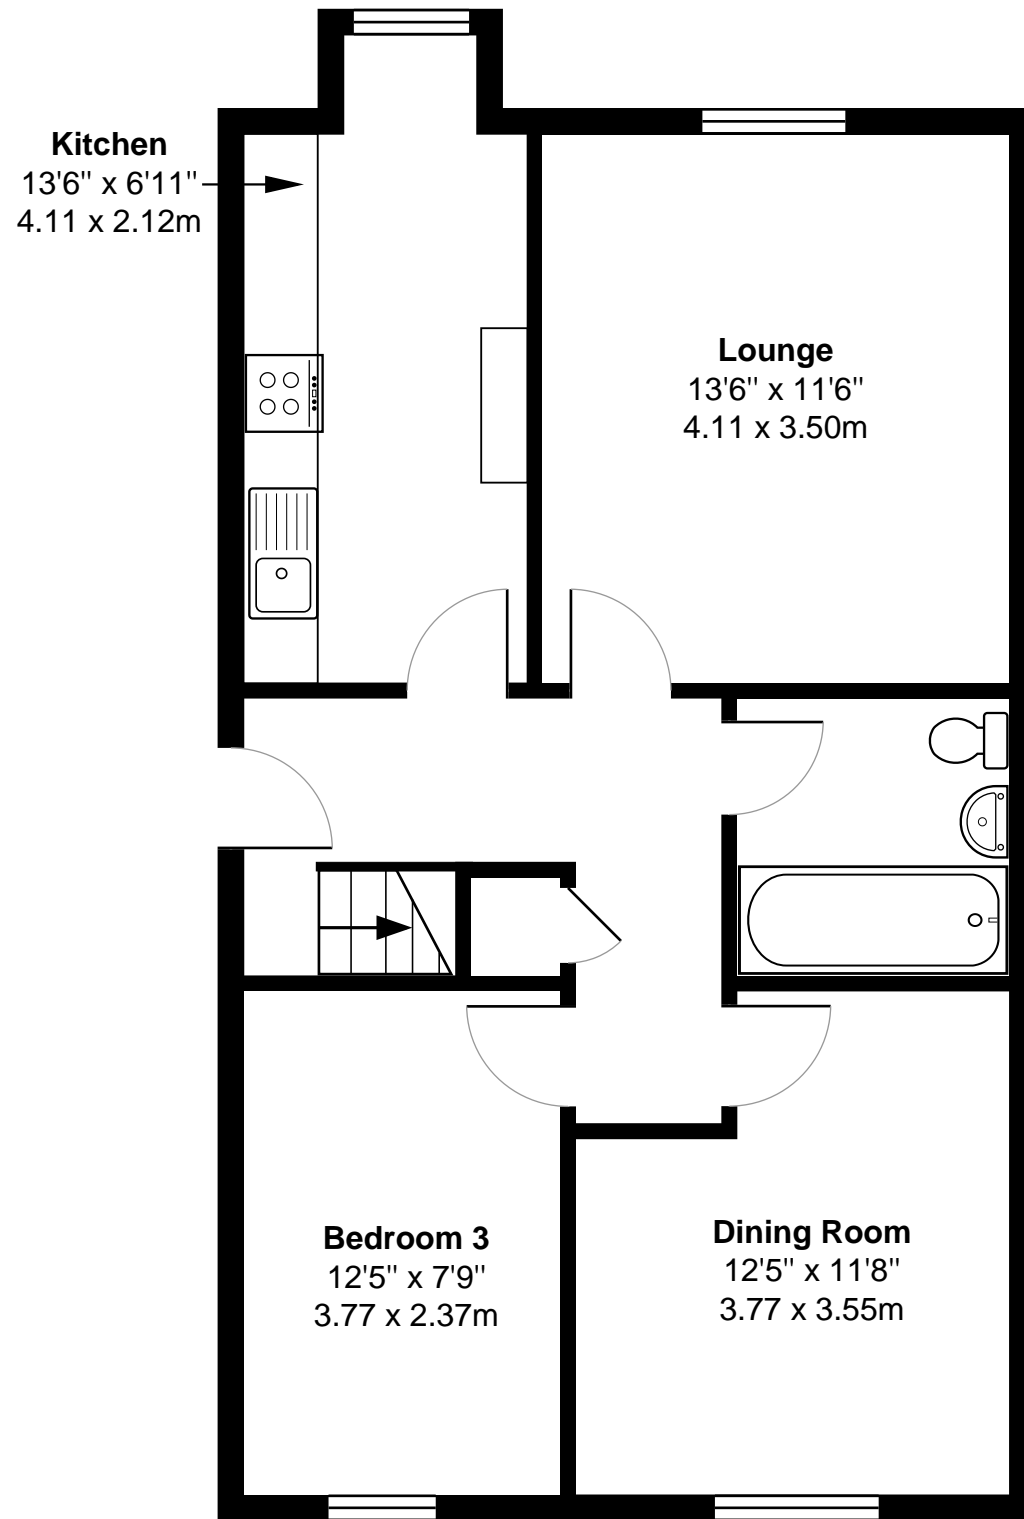 Kitchen
13'6" x 6'11"
4.11 x 2.12m
Lounge
13'6" x 11'6"
4.11 x 3.50m
Bedroom 3
12'5" x 7'9"
3.77 x 2.37m
Dining Room
12'5" x 11'8"
3.77 x 3.55m